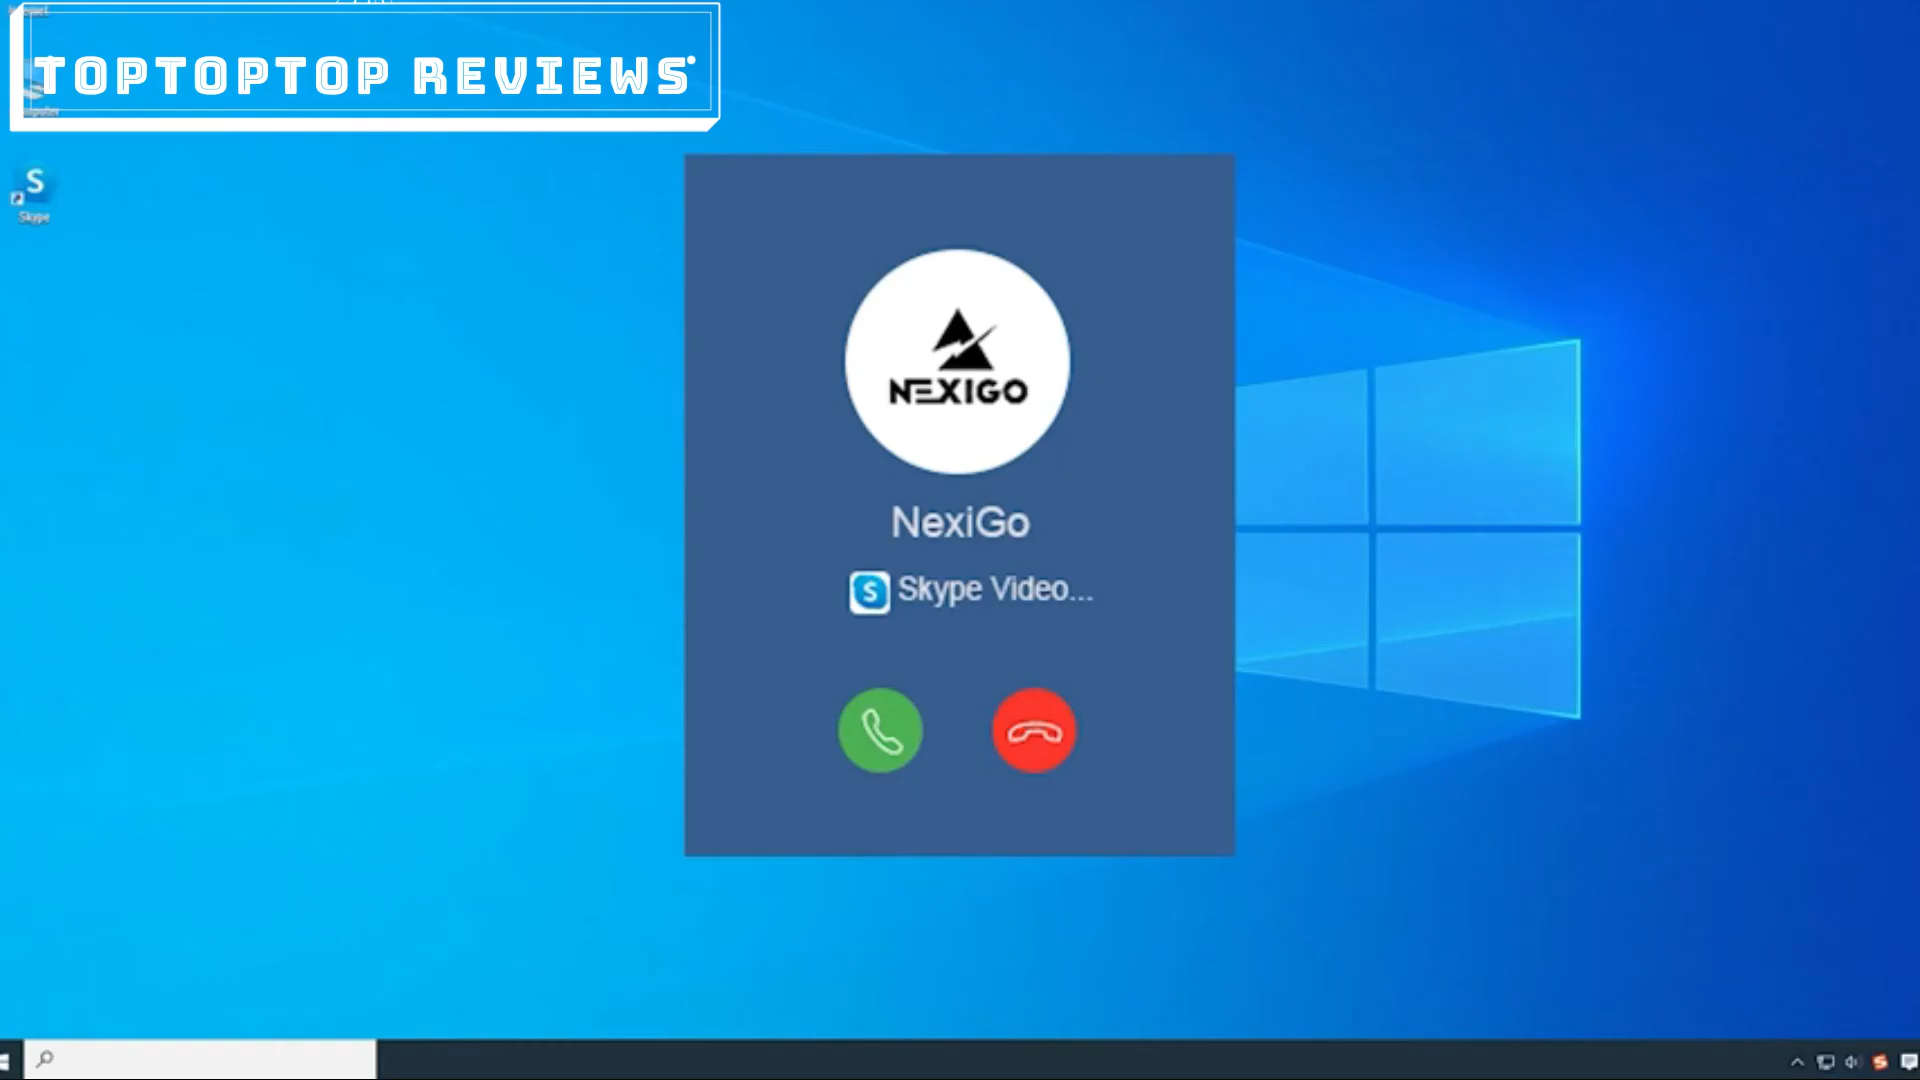 TOPTOPTOP REVIEWS
Skype
NEXIGO
NexiGo
S Skype Video...